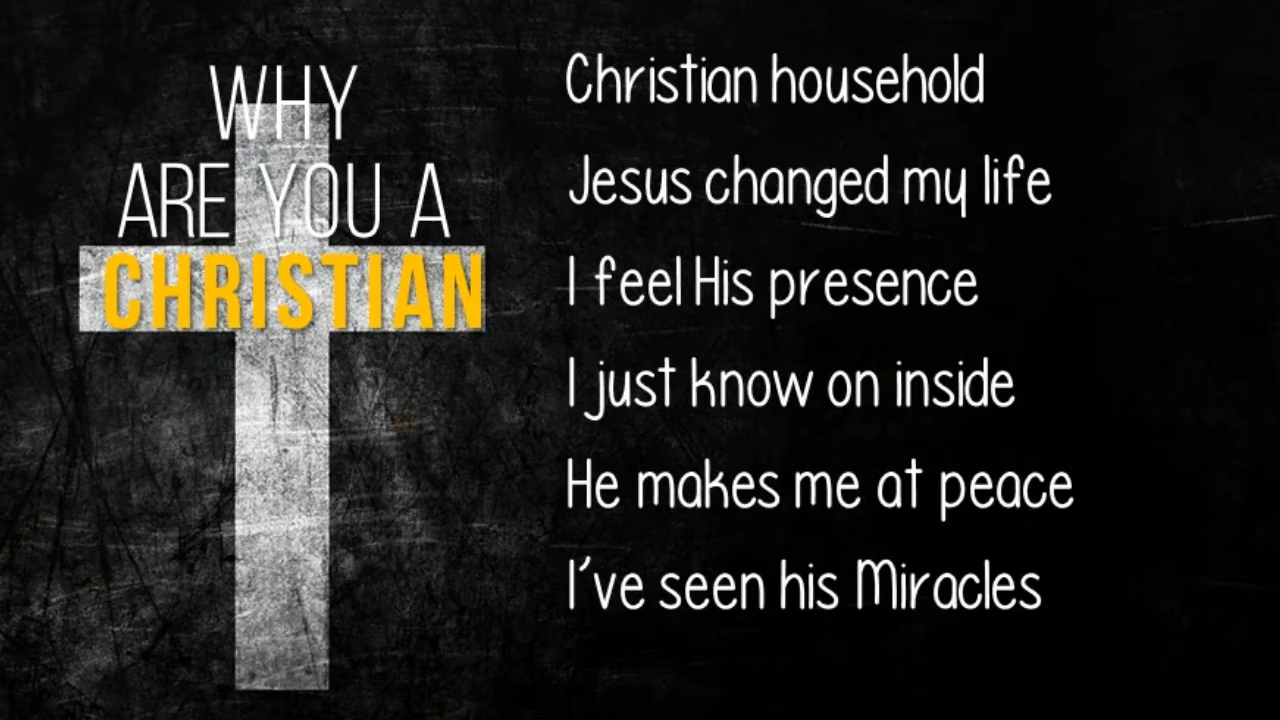 WHY
ARE YOU A
CHRISTIAN
Christian household
Jesus changed my life
I feel His presence
I just know on inside
He makes me at peace
I've seen his Miracles